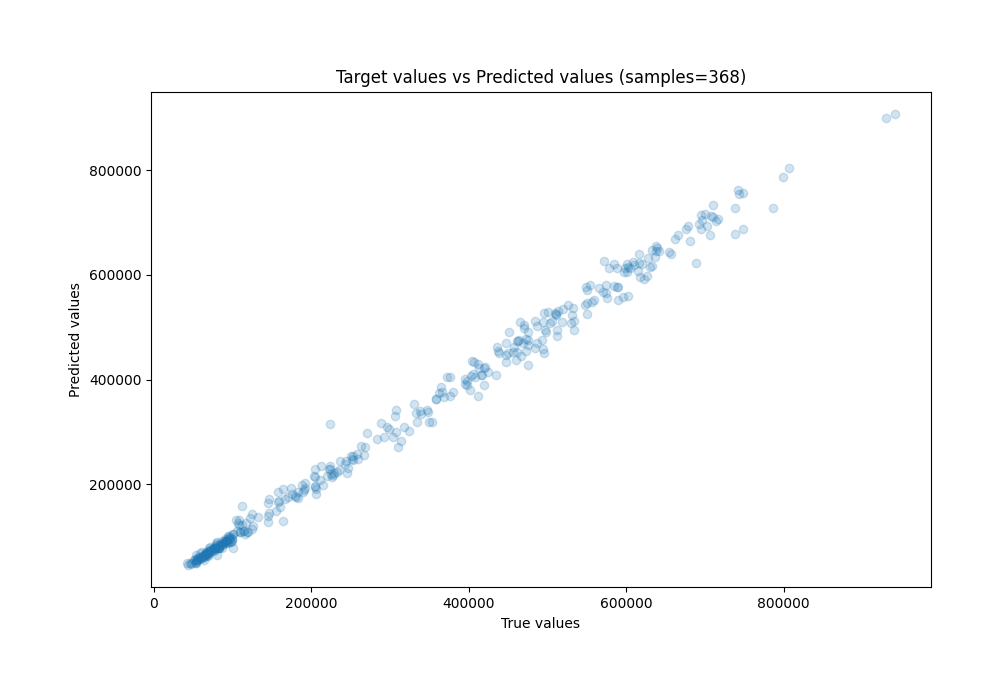 Target values vs Predicted values (samples=368)
Predicted values
800000
600000
400000
200000
0 200000 400000 600000 800000
True values